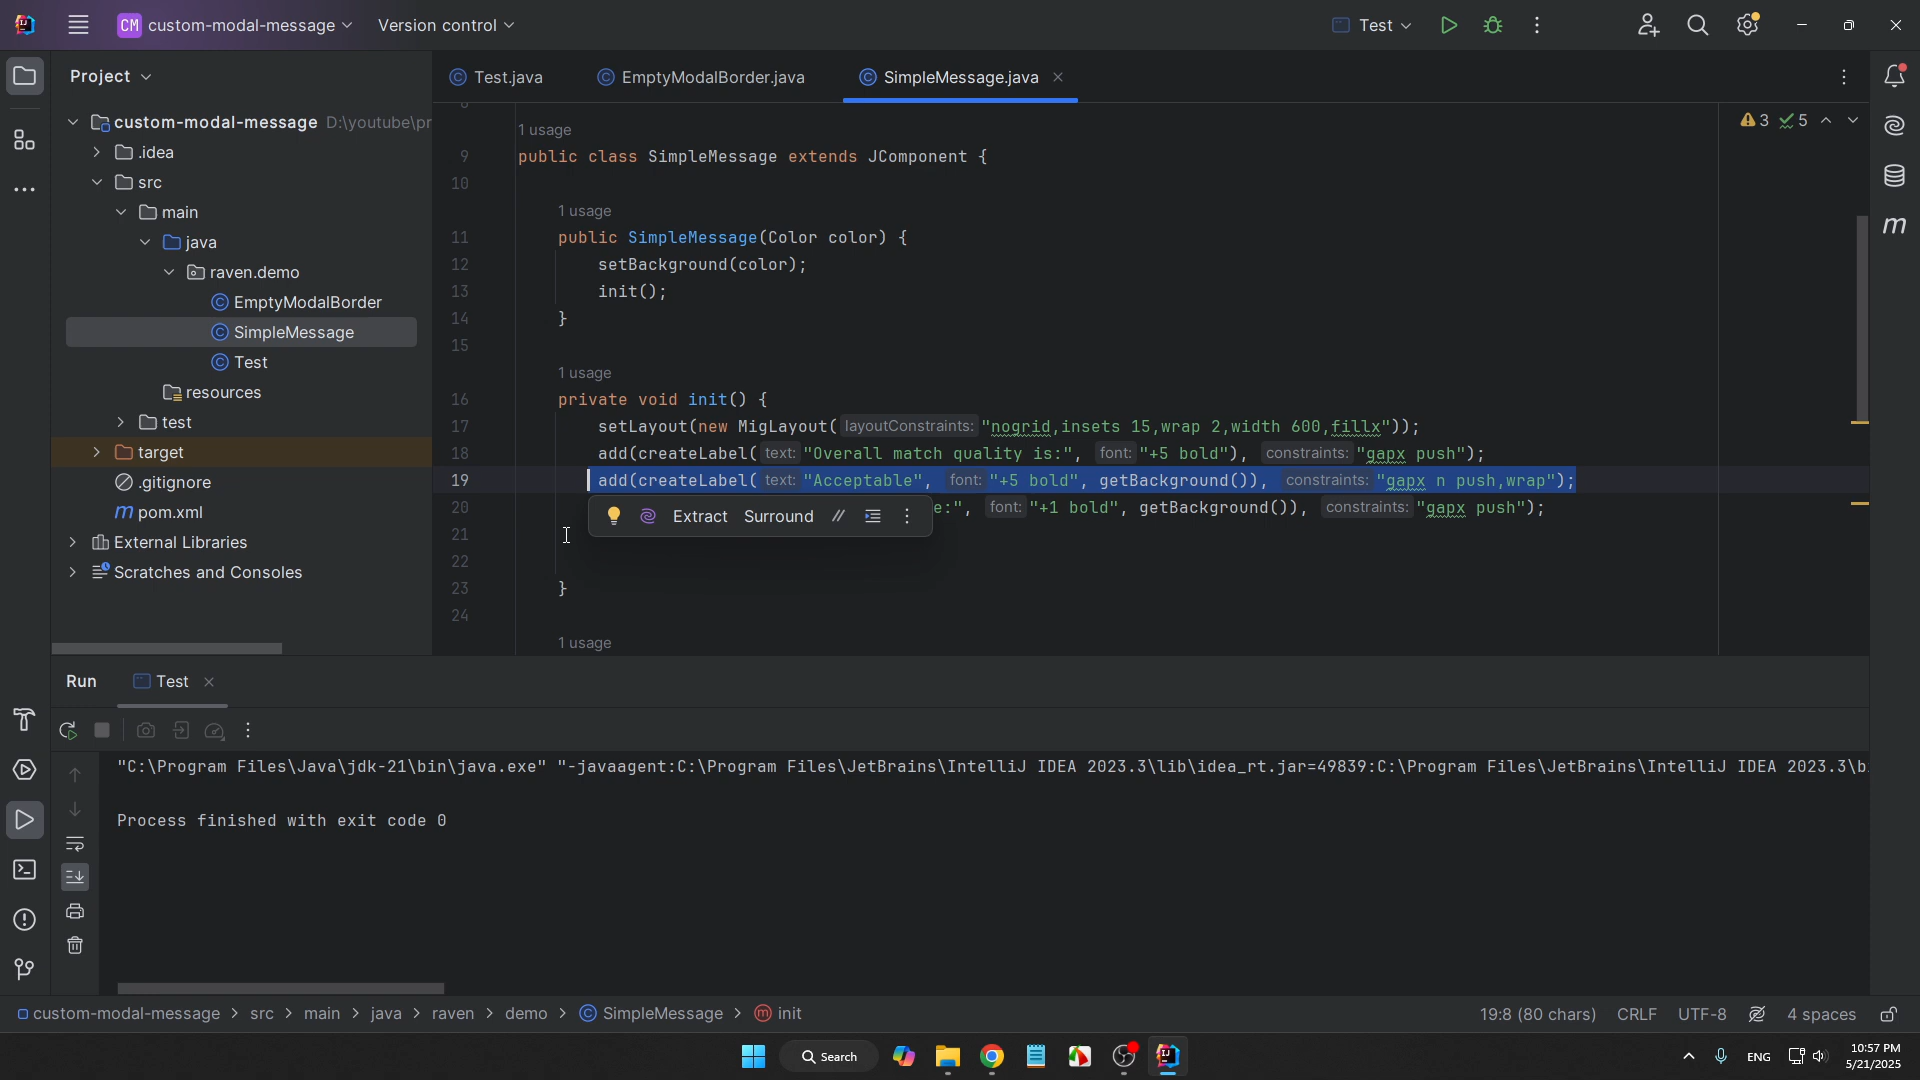 CM custom-modal-message
Version control
Test
Project
Test.java
EmptyModalBorder.java
SimpleMessage.java
custom-modal-message D:\youtube\pr
.idea
src
main
java
raven.demo
EmptyModalBorder
SimpleMessage
Test
resources
test
target
.gitignore
pom.xml
External Libraries
Scratches and Consoles
3 5
1 usage
9 public class SimpleMessage extends JComponent {
10
1 usage
11 public SimpleMessage(Color color) {
12 setBackground(color);
13 init();
14 }
15
1 usage
16 private void init() {
17 setLayout(new MigLayout( layoutConstraints: "nogrid,insets 15,wrap 2,width 600,fillx"));
18 add(createLabel( text: "Overall match quality is:", font: "+5 bold"), constraints: "gapx push");
19 add(createLabel( text: "Acceptable", font: "+5 bold", getBackground()), constraints: "gapx n push,wrap");
20 e:", font: "+1 bold", getBackground()), constraints: "gapx push");
Extract Surround //
21
22
23 }
24
1 usage
Run Test
"C:\Program Files\Java\jdk-21\bin\java.exe" "-javaagent:C:\Program Files\JetBrains\IntelliJ IDEA 2023.3\lib\idea_rt.jar=49839:C:\Program Files\JetBrains\IntelliJ IDEA 2023.3\b
Process finished with exit code 0
custom-modal-message > src > main > java > raven > demo > SimpleMessage > init
19:8 (80 chars) CRLF UTF-8 4 spaces
Search
ENG
10:57 PM
5/21/2025